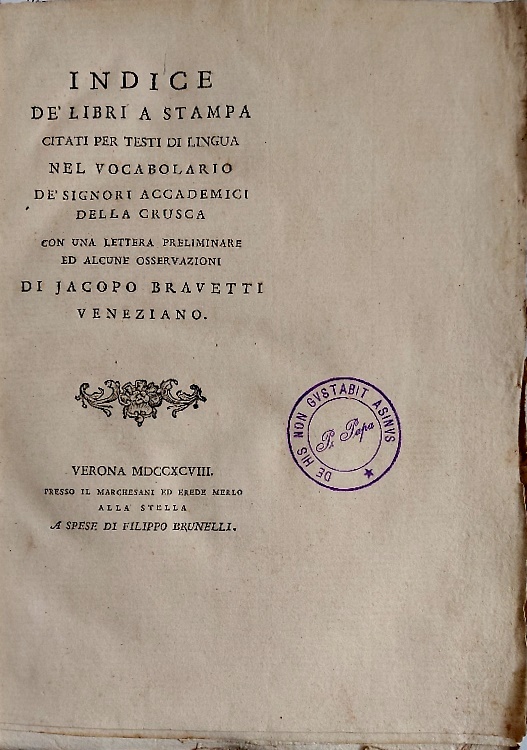 INDICE
DE' LIBRI A STAMPA
CITATI PER TESTI DI LINGUA
NEL VOCABOLARIO
DE' SIGNORI ACCADEMICI
DELLA CRUSCA
CON UNA LETTERA PRELIMINARE
ED ALCUNE OSSERVAZIONI
DI JACOPO BRAVETTI
VENEZIANO.
DE HIS NON GVSTABIT ASINVS
P. Papa
VERONA MDCCXCVIII.
PRESSO IL MARCHESANI ED EREDE MERLO
ALLA STELLA
A SPESE DI FILIPPO BRUNELLI.